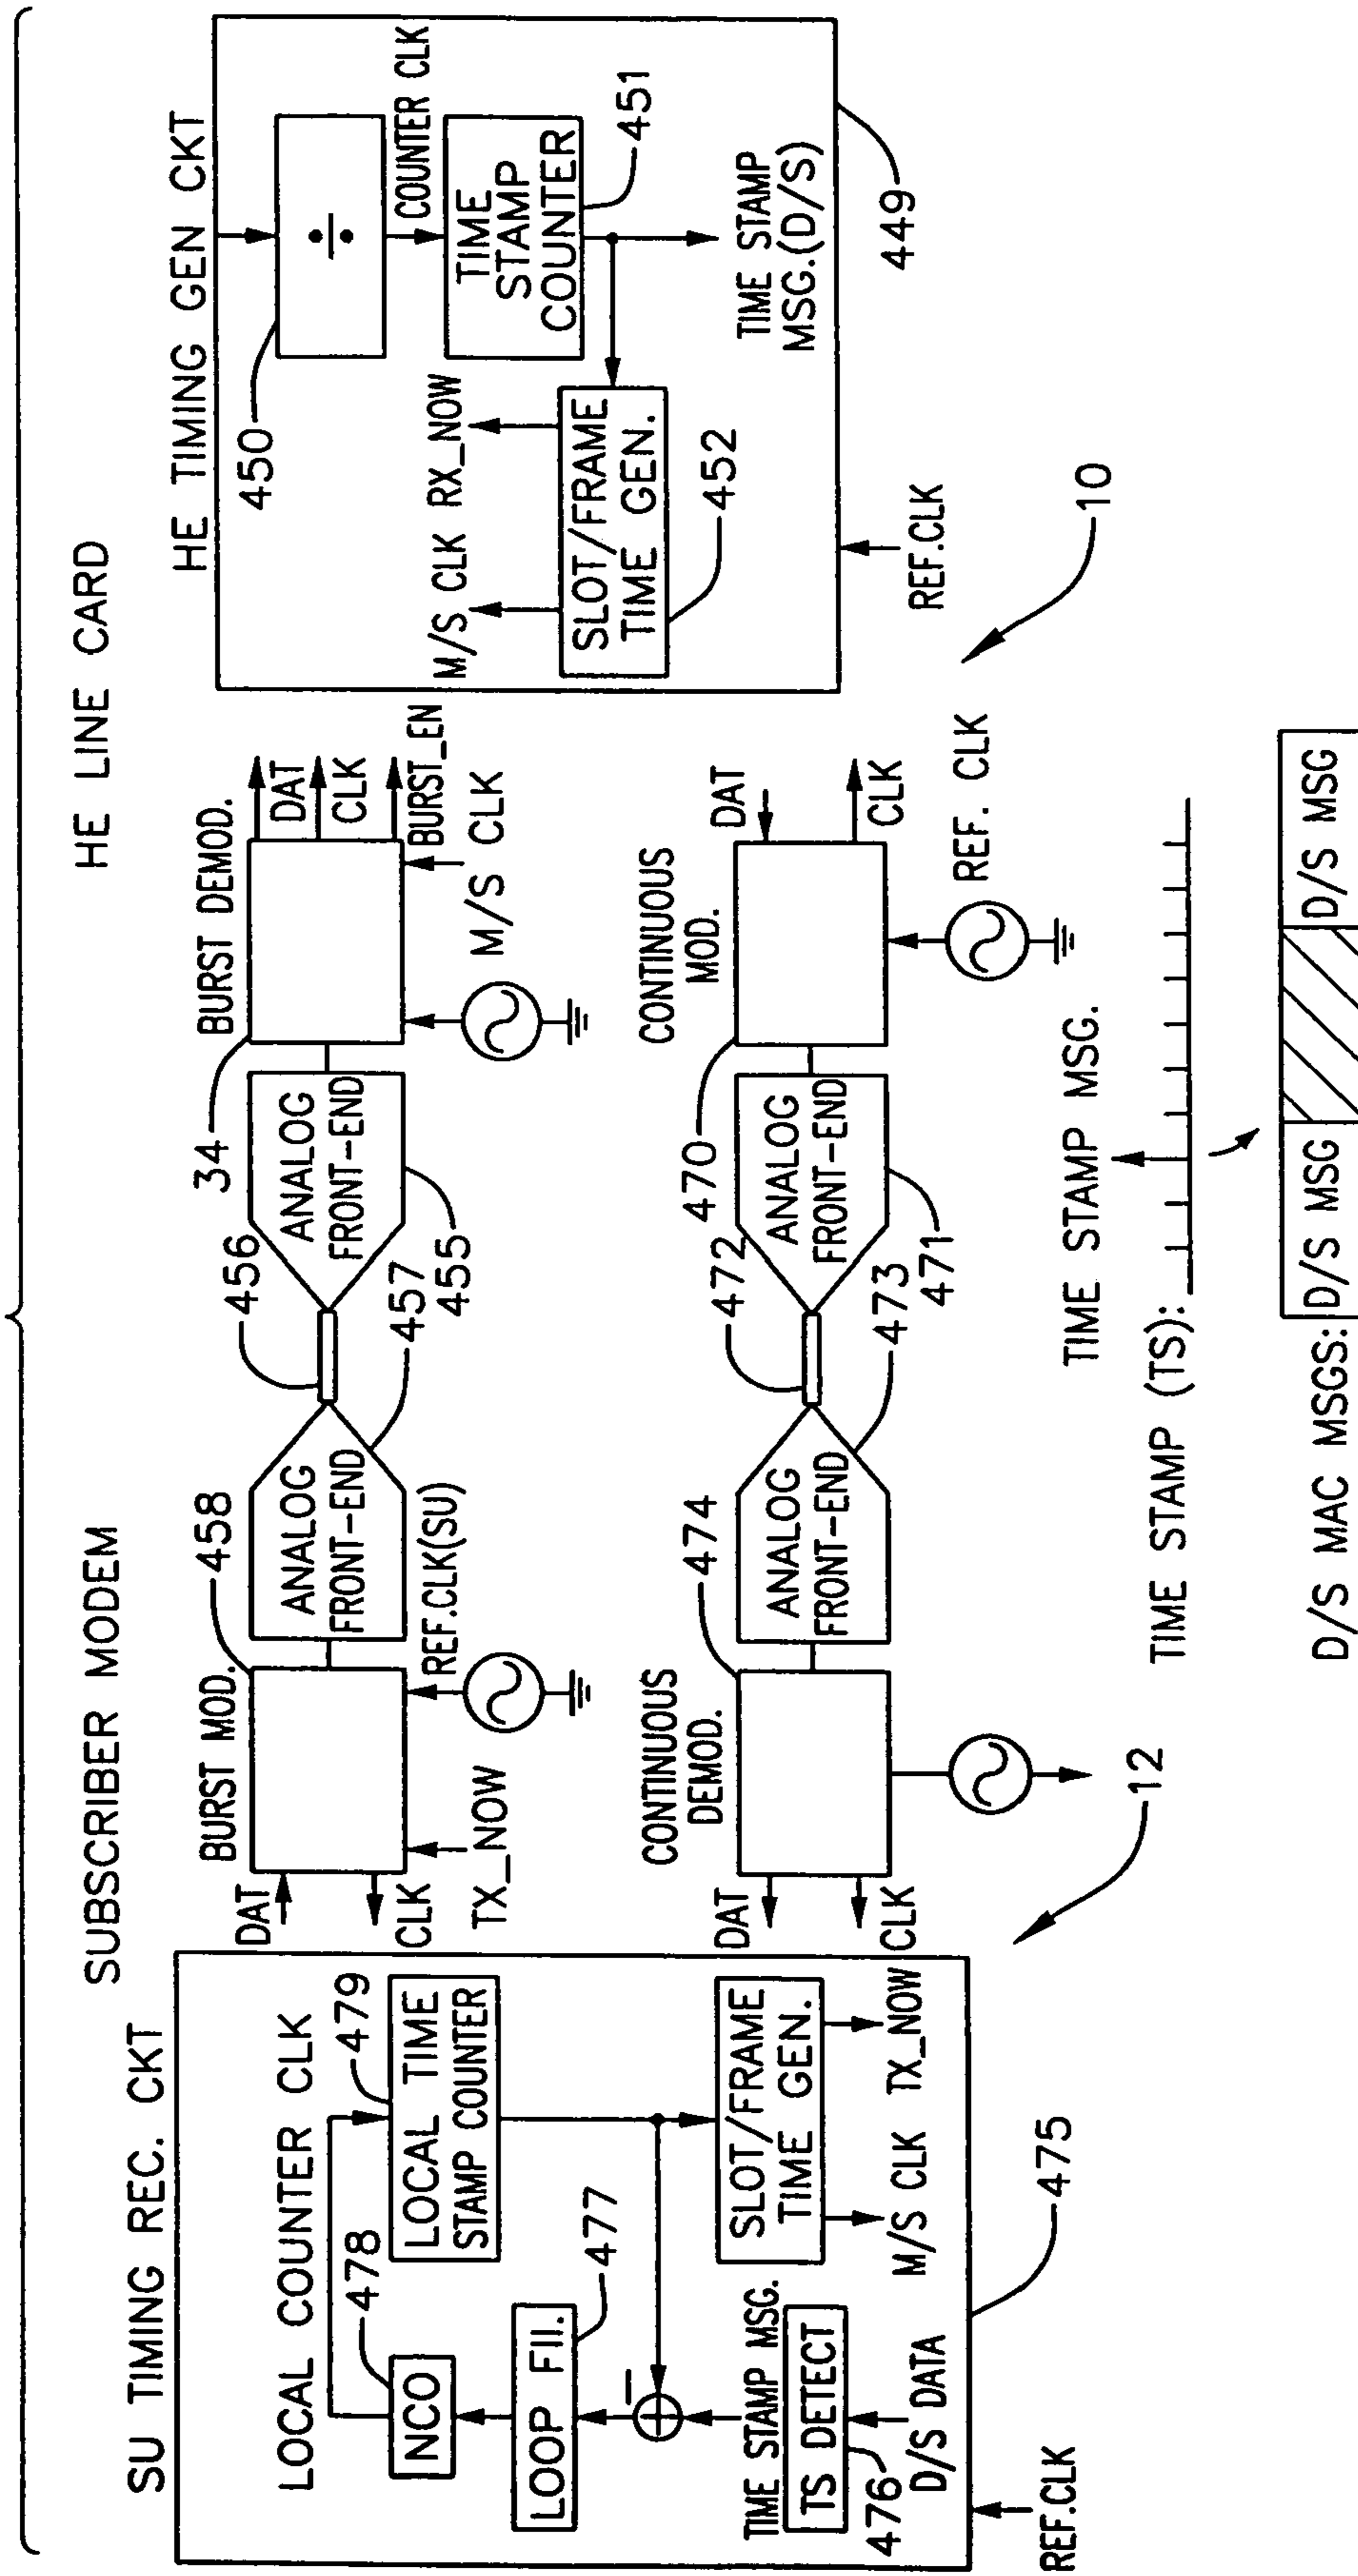 HE LINE CARD
SUBSCRIBER MODEM
SU TIMING REC. CKT
LOCAL COUNTER CLK
478
479
NCO
LOCAL TIME
STAMP COUNTER
LOOP FIl.
477
−
TIME STAMP MSG.
TS DETECT
476
D/S DATA
SLOT/FRAME
TIME GEN.
M/S CLK
TX_NOW
REF.CLK
475
BURST MOD.
458
DAT
CLK
TX_NOW
REF.CLK(SU)
ANALOG
FRONT-END
457
456
ANALOG
FRONT-END
455
34
BURST DEMOD.
DAT
CLK
BURST_EN
M/S CLK
CONTINUOUS
DEMOD.
474
DAT
CLK
12
ANALOG
FRONT-END
473
472
ANALOG
FRONT-END
471
470
CONTINUOUS
MOD.
DAT
CLK
REF. CLK
HE TIMING GEN CKT
450
÷
COUNTER CLK
TIME
STAMP
COUNTER
451
M/S CLK
RX_NOW
SLOT/FRAME
TIME GEN.
452
TIME STAMP
MSG.(D/S)
449
REF.CLK
10
TIME STAMP MSG.
TIME STAMP (TS):
D/S MAC MSGS:
D/S MSG
D/S MSG